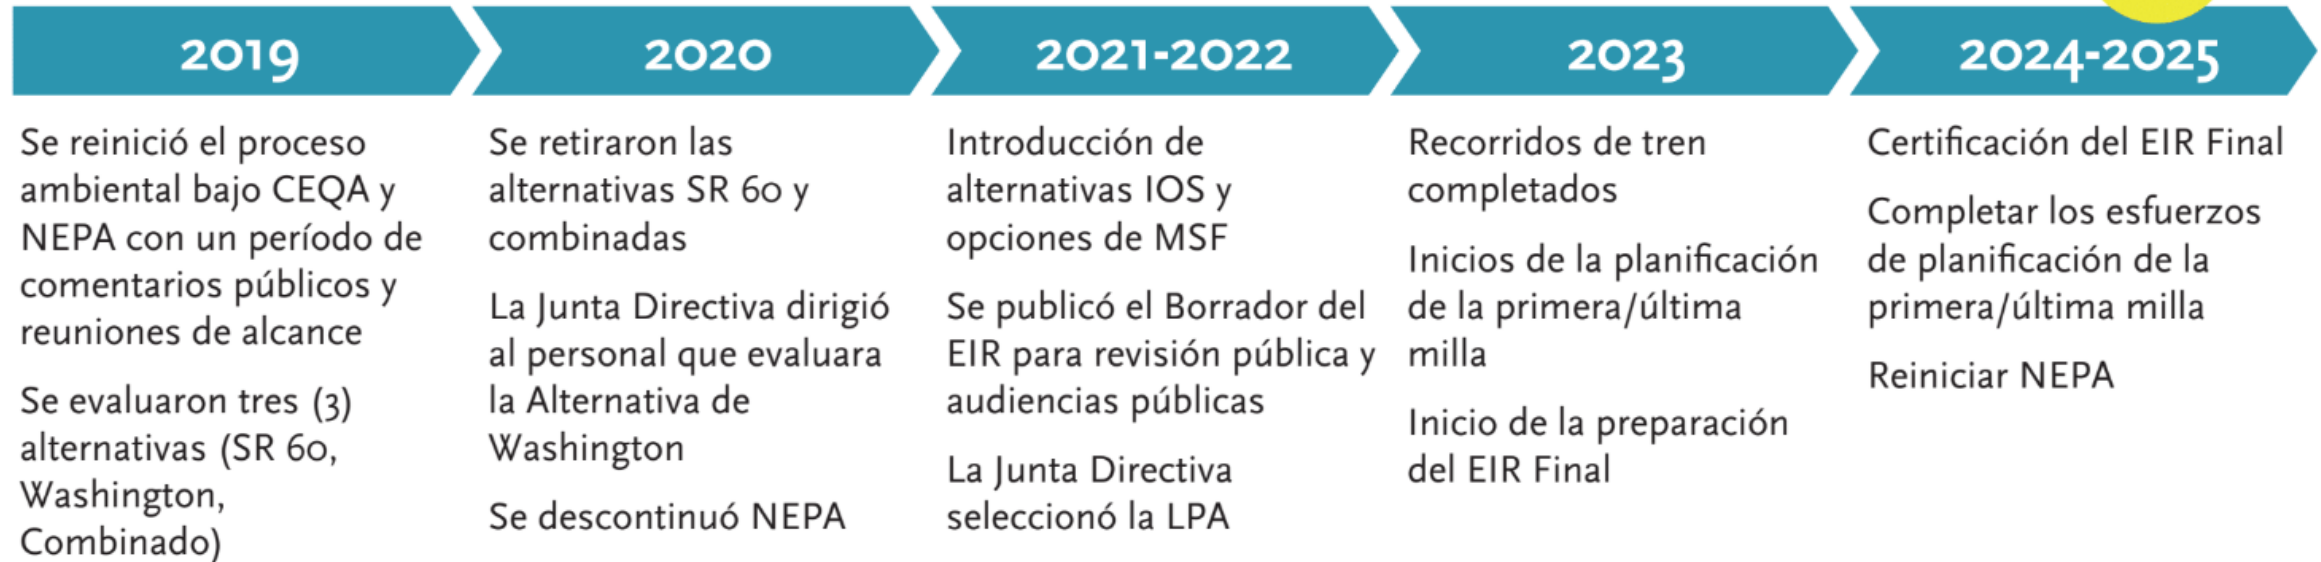 2019
Se reinició el proceso
ambiental bajo CEQA y
NEPA con un período de
comentarios públicos y
reuniones de alcance
Se evaluaron tres (3)
alternativas (SR 60,
Washington,
Combinado)
2020
Se retiraron las
alternativas SR 60 y
combinadas
La Junta Directiva dirigió
al personal que evaluara
la Alternativa de
Washington
Se descontinuó NEPA
2021-2022
Introducción de
alternativas IOS y
opciones de MSF
Se publicó el Borrador del
EIR para revisión pública y
audiencias públicas
La Junta Directiva
seleccionó la LPA
2023
Recorridos de tren
completados
Inicios de la planificación
de la primera/última
milla
Inicio de la preparación
del EIR Final
2024-2025
Certificación del EIR Final
Completar los esfuerzos
de planificación de la
primera/última milla
Reiniciar NEPA